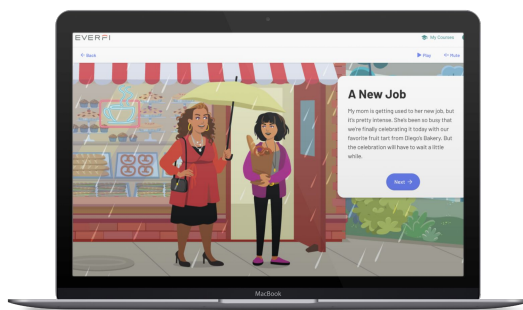 EVERFI
My Courses
Back
Play
Mute
A New Job
My mom is getting used to her new job, but
it's pretty intense. She's been so busy that
we're finally celebrating it today with our
favorite fruit tart from Diego's Bakery. But
the celebration will have to wait a little
while.
Next
MacBook